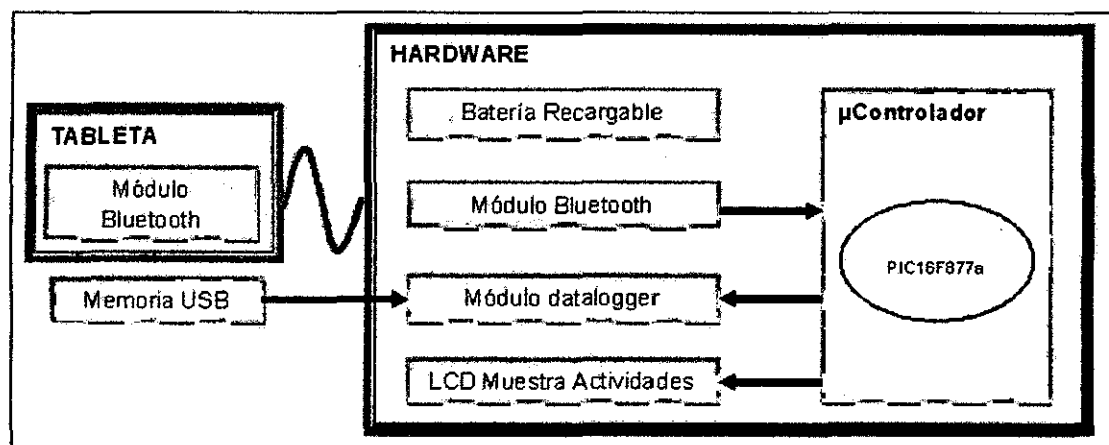 HARDWARE
Batería Recargable
µControlador
TABLETA
Módulo
Bluetooth
Módulo Bluetooth
PIC16F877a
Memoria USB
Módulo datalogger
LCD Muestra Actividades